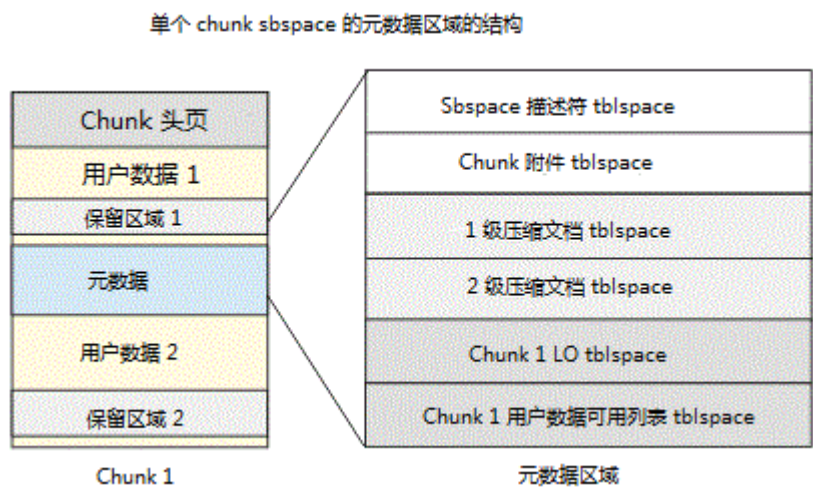 单个 chunk sbspace 的元数据区域的结构
Chunk 头页
用户数据 1
保留区域 1
元数据
用户数据 2
保留区域 2
Chunk 1
Sbspace 描述符 tblspace
Chunk 附件 tblspace
1 级压缩文档 tblspace
2 级压缩文档 tblspace
Chunk 1 LO tblspace
Chunk 1 用户数据可用列表 tblspace
元数据区域